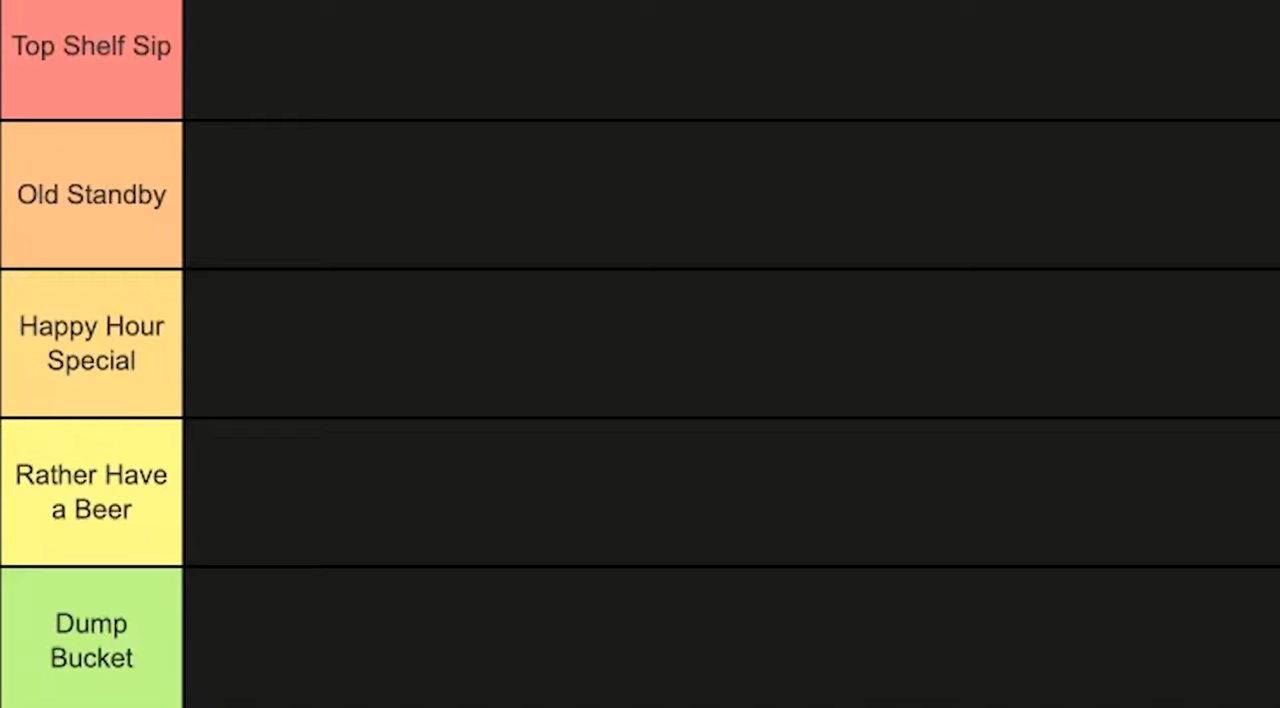 Top Shelf Sip
Old Standby
Happy Hour
Special
Rather Have
a Beer
Dump
Bucket